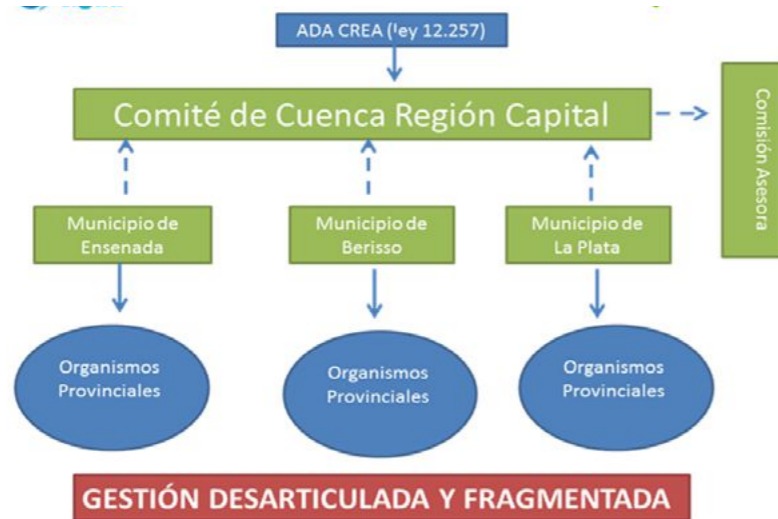 ADA CREA (ley 12.257)
Comité de Cuenca Región Capital
Comisión Asesora
Municipio de
Ensenada
Municipio de
Berisso
Municipio de
La Plata
Organismos
Provinciales
Organismos
Provinciales
Organismos
Provinciales
GESTIÓN DESARTICULADA Y FRAGMENTADA